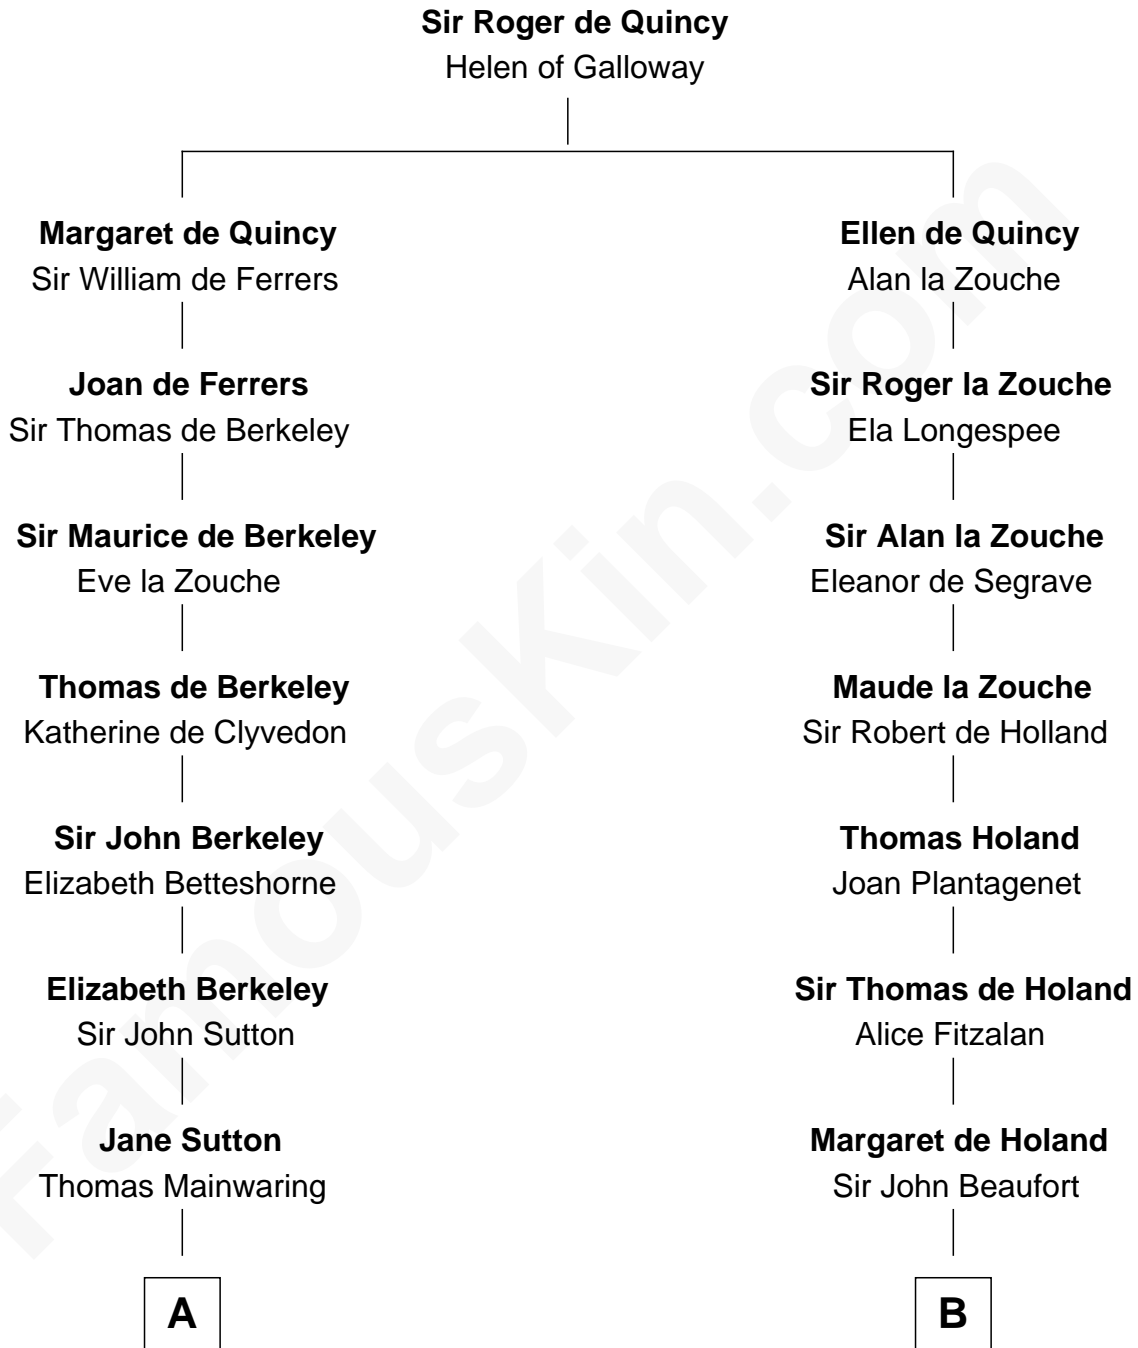 Sir Roger de Quincy
Helen of Galloway
Margaret de Quincy
Sir William de Ferrers
Ellen de Quincy
Alan la Zouche
Joan de Ferrers
Sir Thomas de Berkeley
Sir Roger la Zouche
Ela Longespee
Sir Maurice de Berkeley
Eve la Zouche
Sir Alan la Zouche
Eleanor de Segrave
Thomas de Berkeley
Katherine de Clyvedon
Maude la Zouche
Sir Robert de Holland
Sir John Berkeley
Elizabeth Betteshorne
Thomas Holand
Joan Plantagenet
Elizabeth Berkeley
Sir John Sutton
Sir Thomas de Holand
Alice Fitzalan
Jane Sutton
Thomas Mainwaring
Margaret de Holand
Sir John Beaufort
A
B
FamousKin.com